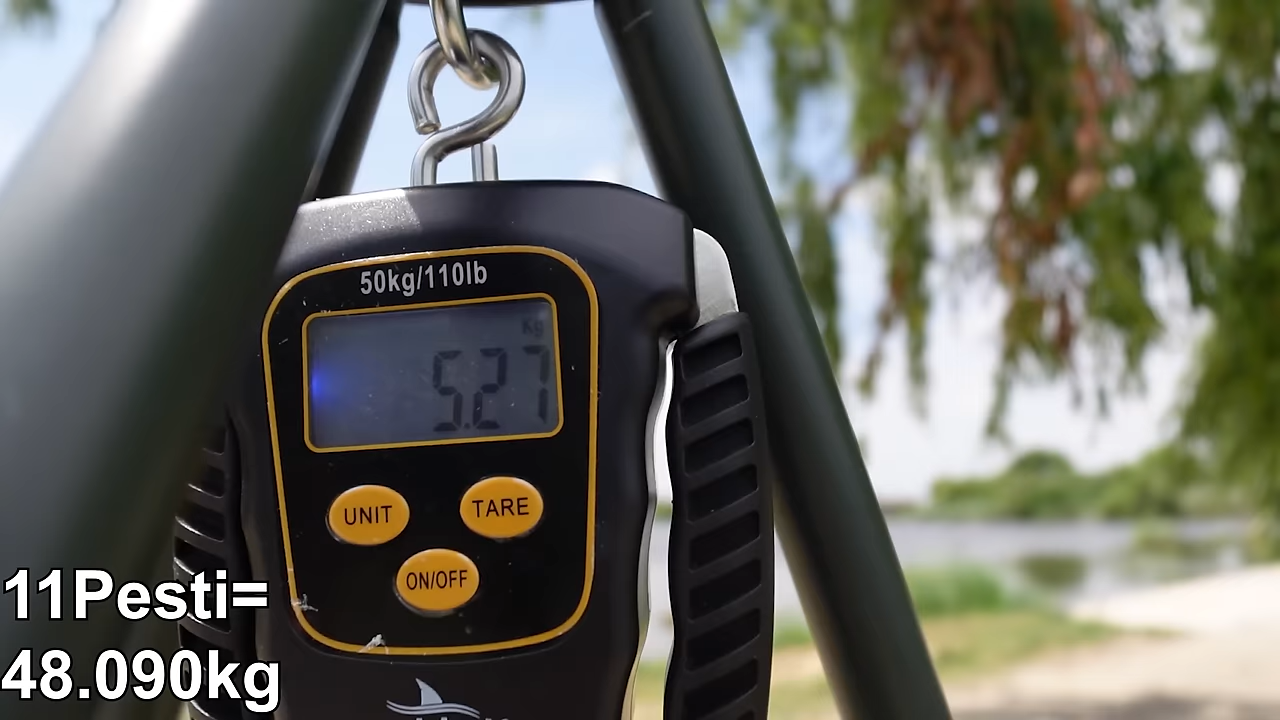 50kg/110lb
Kg
5.27
UNIT
TARE
ON/OFF
11Pesti=
48.090kg